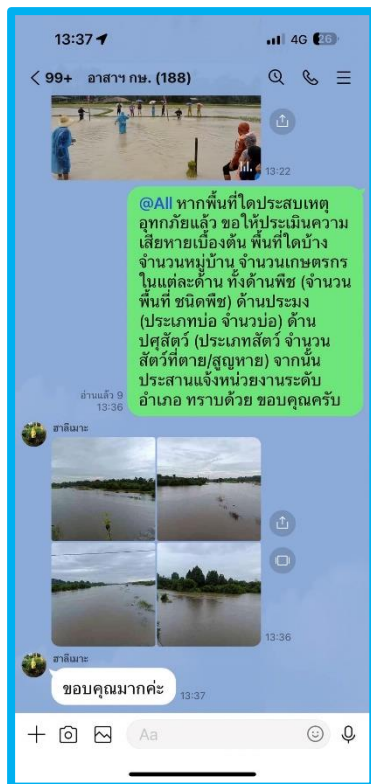 13:37
4G 26
99+ อาสาฯ กษ. (188)
13:22
@All หากพื้นที่ใดประสบเหตุ
อุทกภัยแล้ว ขอให้ประเมินความ
เสียหายเบื้องต้น พื้นที่ใดบ้าง
จำนวนหมู่บ้าน จำนวนเกษตรกร
ในแต่ละด้าน ทั้งด้านพืช (จำนวน
พื้นที่ ชนิดพืช) ด้านประมง
(ประเภทบ่อ จำนวบ่อ) ด้าน
ปศุสัตว์ (ประเภทสัตว์ จำนวน
สัตว์ที่ตาย/สูญหาย) จากนั้น
ประสานแจ้งหน่วยงานระดับ
อำเภอ ทราบด้วย ขอบคุณครับ
อ่านแล้ว 9
13:36
ฮาลีเมาะ
13:36
ฮาลีเมาะ
ขอบคุณมากค่ะ
13:37
Aa